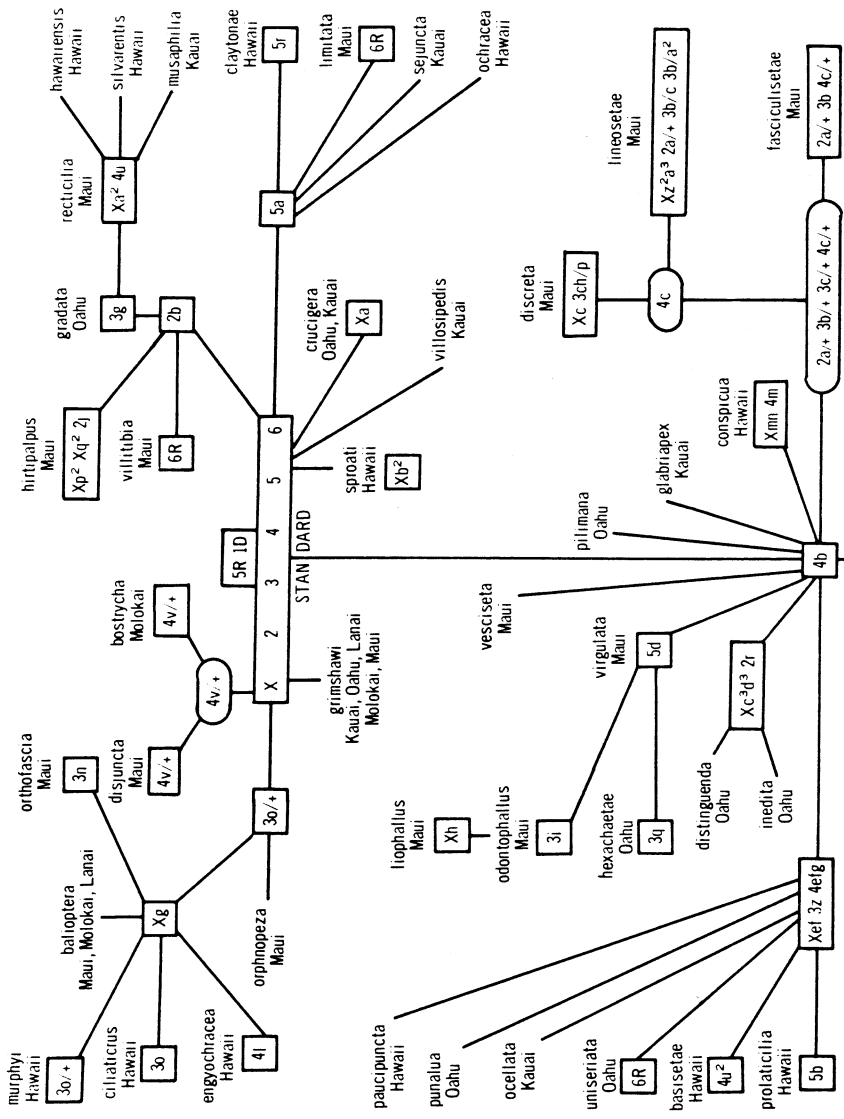 murphyi
Hawaii
3o/+
ciliaticrus
Hawaii
3o
engyochracea
Hawaii
4l
balioptera
Maui, Molokai, Lanai
Xg
orthofascia
Maui
3n
orphnopeza
Maui
3o/+
disjuncta
Maui
4v/+
4v/+
bostrycha
Molokai
4v/+
5R 1D
X 2 3 4 5 6
STAN DARD
grimshawi
Kauai, Oahu, Lanai
Molokai, Maui
hirtipalpus
Maui
Xp² Xq² 2j
villitibia
Maui
6R
2b
gradata
Oahu
3g
recticilia
Maui
Xa² 4u
hawaiiensis
Hawaii
silvarentis
Hawaii
musaphilia
Kauai
sproati
Hawaii
Xb²
crucigera
Oahu, Kauai
Xa
villosipedis
Kauai
5a
claytonae
Hawaii
5r
limitata
Maui
6R
sejuncta
Kauai
ochracea
Hawaii
paucipuncta
Hawaii
punalua
Oahu
ocellata
Kauai
uniseriata
Oahu
6R
basisetae
Hawaii
4u²
prolaticilia
Hawaii
5b
Xef 3z 4efg
liophallus
Maui
Xh
odontophallus
Maui
3i
hexachaetae
Oahu
3q
virgulata
Maui
5d
distinguenda
Oahu
inedita
Oahu
Xc³d³ 2r
vesciseta
Maui
pilimana
Oahu
glabriapex
Kauai
conspicua
Hawaii
Xmn 4m
4b
discreta
Maui
Xc 3ch/p
4c
lineosetae
Maui
Xz²a³ 2a/+ 3b/c 3b/a²
2a/+ 3b/+ 3c/+ 4c/+
fasciculisetae
Maui
2a/+ 3b 4c/+